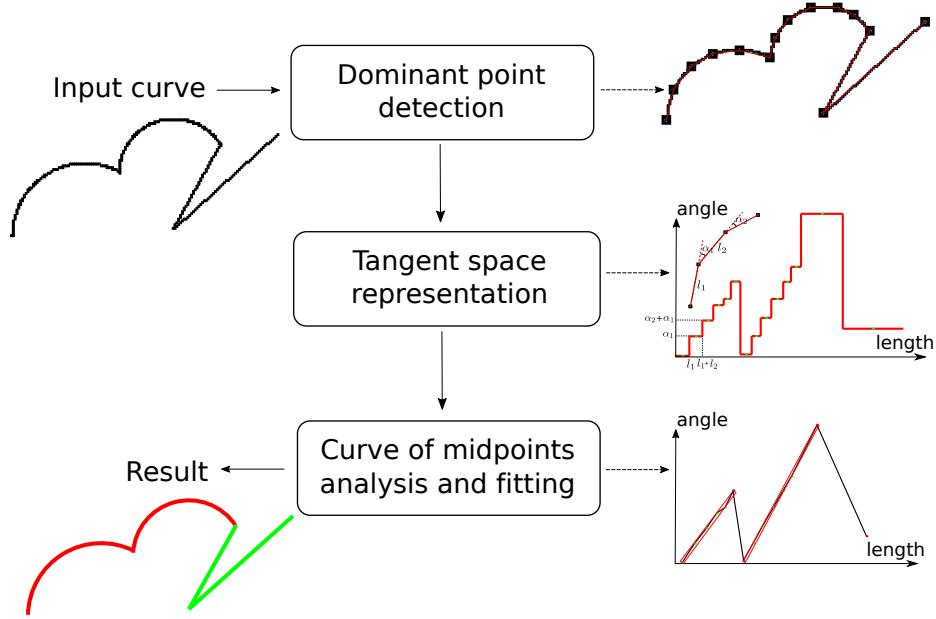 Input curve
Dominant point
detection
Tangent space
representation
angle
α₂
α₁
l₂
l₁
α₂+α₁
α₁
length
l₁ l₁+l₂
Curve of midpoints
analysis and fitting
Result
angle
length